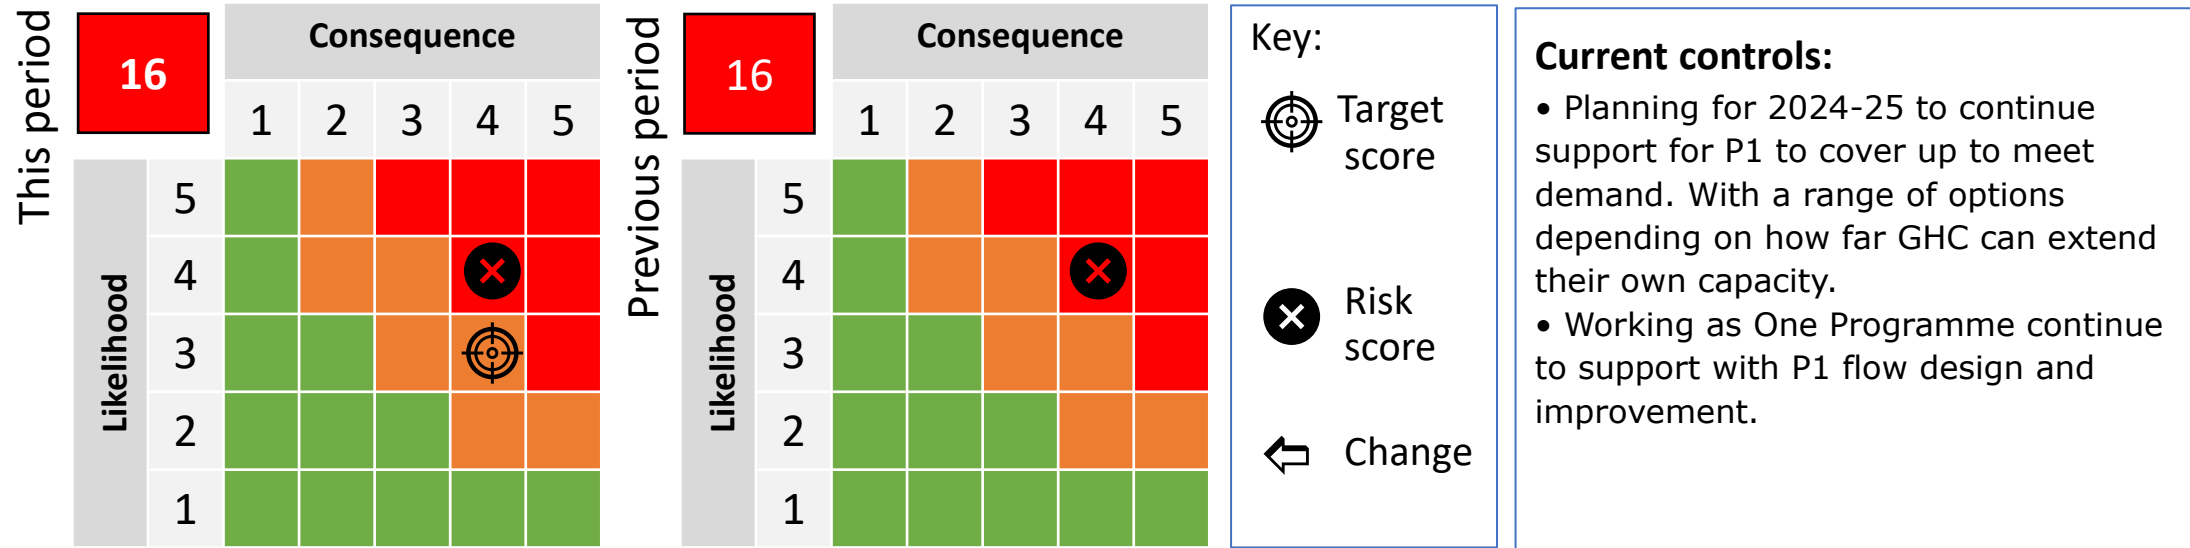 This period
16
Consequence
1 2 3 4 5
Likelihood
5
4
3
2
1
Previous period
16
Consequence
1 2 3 4 5
Likelihood
5
4
3
2
1
Key:
Target
score
Risk
score
Change
Current controls:
• Planning for 2024-25 to continue
support for P1 to cover up to meet
demand. With a range of options
depending on how far GHC can extend
their own capacity.
• Working as One Programme continue
to support with P1 flow design and
improvement.